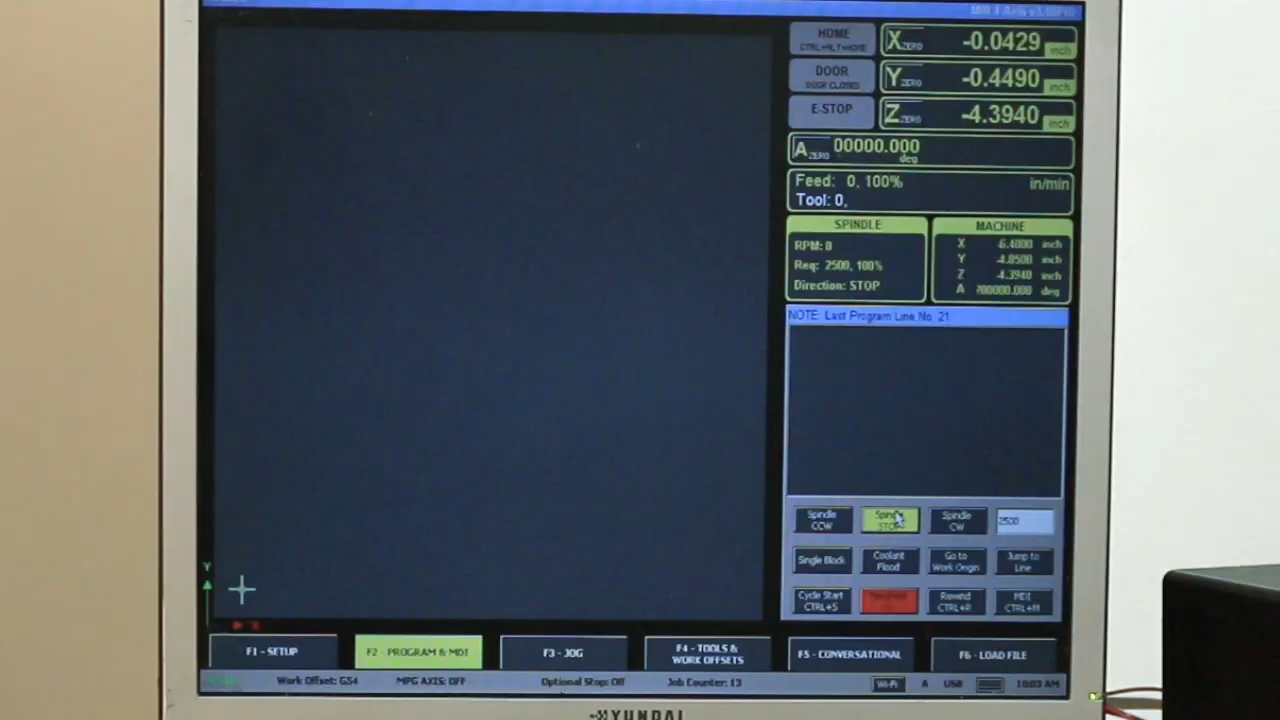 HOME
CTRL+ALT+HOME
X ZERO -0.0429 inch
DOOR
DOOR CLOSED
Y ZERO -0.4490 inch
E-STOP
Z ZERO -4.3940 inch
A ZERO 00000.000 deg
Feed: 0, 100% in/min
Tool: 0,
SPINDLE
RPM: 0
Req: 2500, 100%
Direction: STOP
MACHINE
X -6.4000 inch
Y -4.0500 inch
Z -4.3940 inch
A 00000.000 deg
NOTE: Last Program Line No. 21
Spindle CCW
STOP
Spindle CW
2500
Single Block
Coolant Flood
Go to Work Origin
Jump to Line
Cycle Start CTRL+S
Rewind CTRL+R
MDI CTRL+M
Y
F1 - SETUP
F2 - PROGRAM & MDI
F3 - JOG
F4 - TOOLS & WORK OFFSETS
F5 - CONVERSATIONAL
F6 - LOAD FILE
Work Offset: G54
MPG AXIS: OFF
Optional Stop: Off
Job Counter: 13
Wi-Fi
A
USB
10:03 AM
HYUNDAI